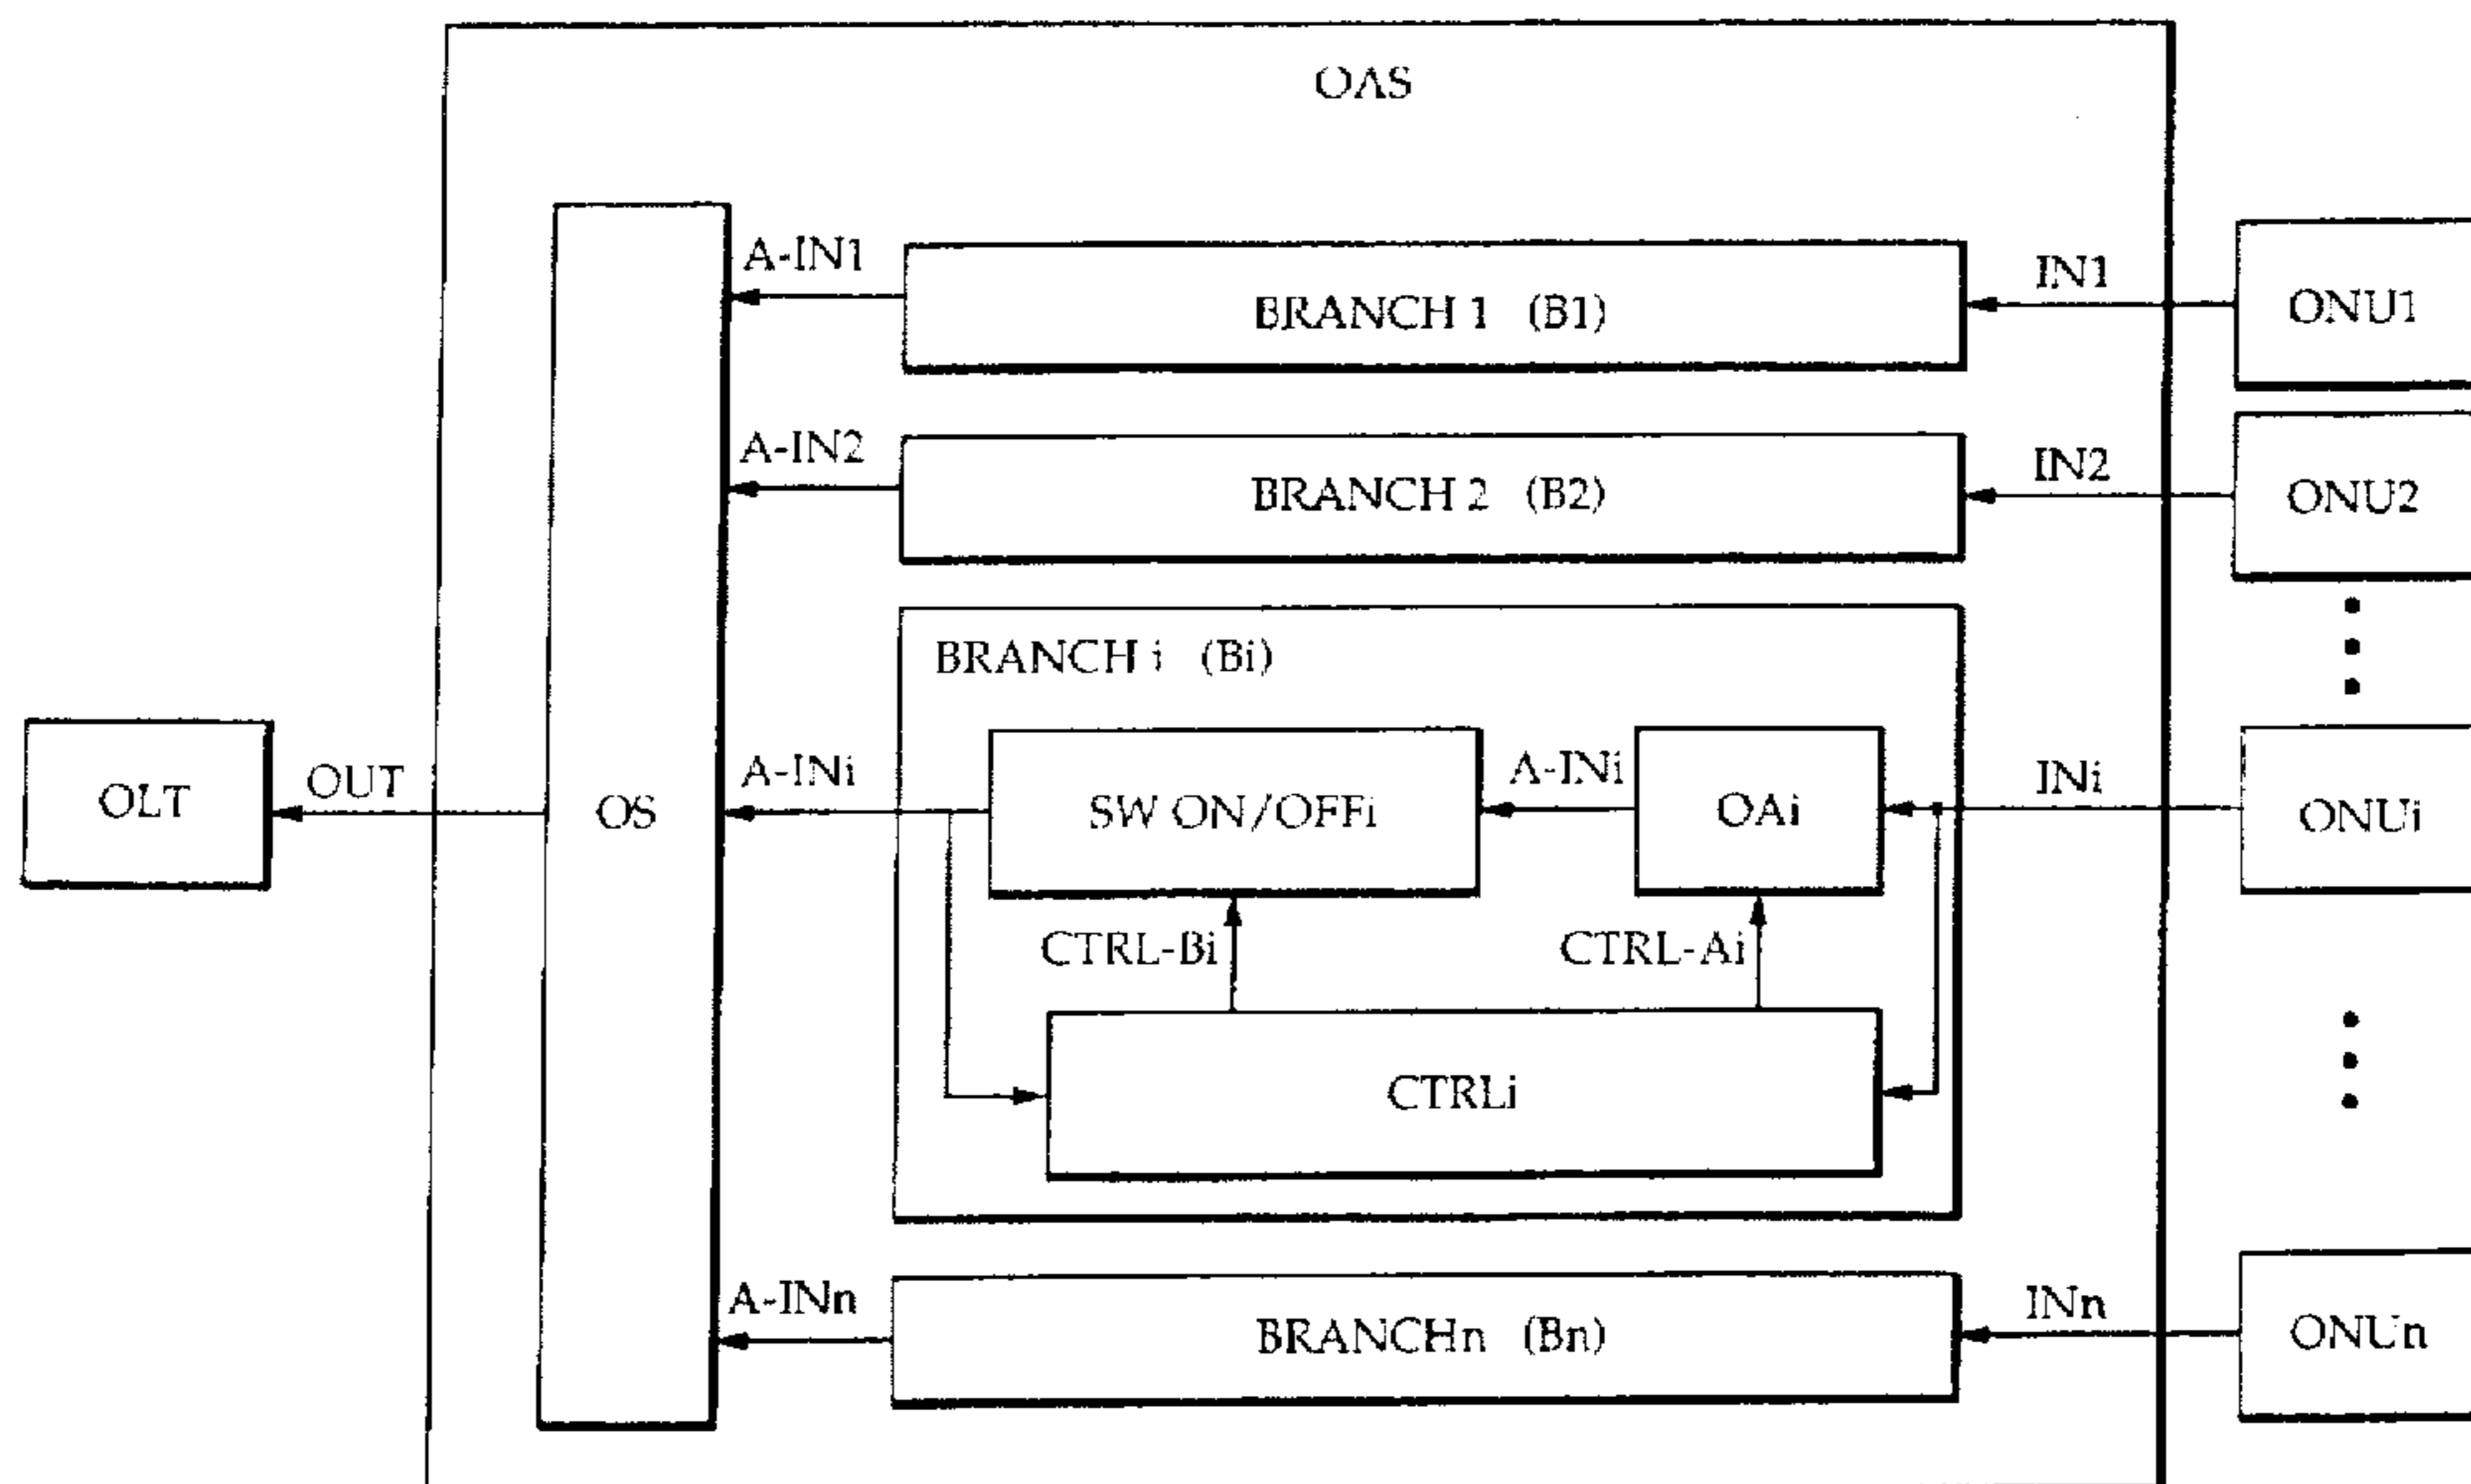 OAS
A-IN1
BRANCH 1 (B1)
IN1
ONU1
A-IN2
BRANCH 2 (B2)
IN2
ONU2
BRANCH i (Bi)
OLT
OUT
OS
A-INi
SW ON/OFFi
A-INi
OAi
INi
ONUi
CTRL-Bi
CTRL-Ai
CTRLi
A-INn
BRANCHn (Bn)
INn
ONUn